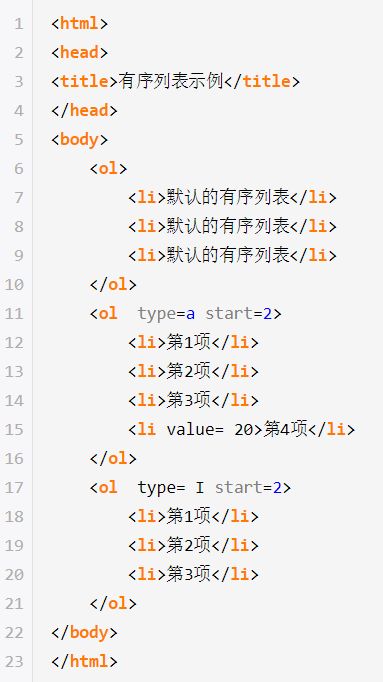 1 <html>
2 <head>
3 <title>有序列表示例</title>
4 </head>
5 <body>
6     <ol>
7         <li>默认的有序列表</li>
8         <li>默认的有序列表</li>
9         <li>默认的有序列表</li>
10     </ol>
11     <ol  type=a start=2>
12         <li>第1项</li>
13         <li>第2项</li>
14         <li>第3项</li>
15         <li value= 20>第4项</li>
16     </ol>
17     <ol  type= I start=2>
18         <li>第1项</li>
19         <li>第2项</li>
20         <li>第3项</li>
21     </ol>
22 </body>
23 </html>